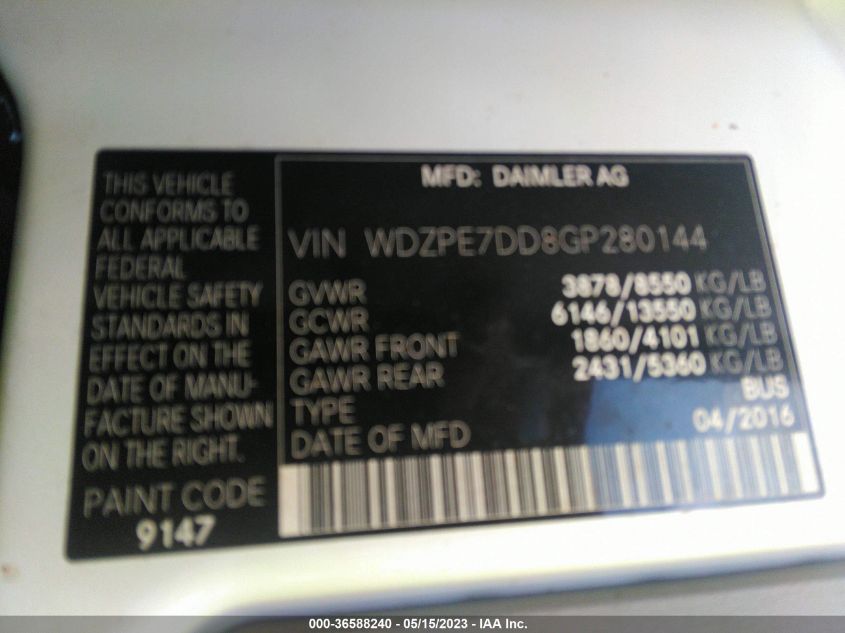 THIS VEHICLE
CONFORMS TO
ALL APPLICABLE
FEDERAL
VEHICLE SAFETY
STANDARDS IN
EFFECT ON THE
DATE OF MANU-
FACTURE SHOWN
ON THE RIGHT.
PAINT CODE
9147
MFD: DAIMLER AG
VIN WDZPE7DD8GP280144
GVWR 3878/8550 KG/LB
GCWR 6146/13550 KG/LB
GAWR FRONT 1860/4101 KG/LB
GAWR REAR 2431/5360 KG/LB
TYPE BUS
DATE OF MFD 04/2016
000-36588240 - 05/15/2023 - IAA Inc.